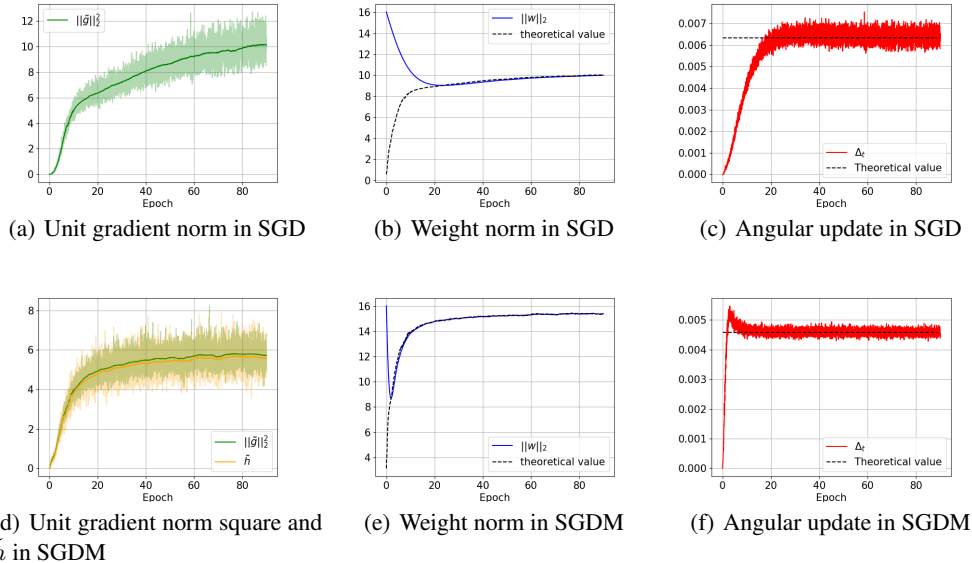 12
10
8
6
4
2
0
||g̃||²₂
0 20 40 60 80
Epoch
(a) Unit gradient norm in SGD
16
14
12
10
8
6
4
2
0
||w||₂
theoretical value
0 20 40 60 80
Epoch
(b) Weight norm in SGD
0.007
0.006
0.005
0.004
0.003
0.002
0.001
0.000
Δₜ
Theoretical value
0 20 40 60 80
Epoch
(c) Angular update in SGD
8
6
4
2
0
||g̃||²₂
h̃
0 20 40 60 80
Epoch
d) Unit gradient norm square and
h̃ in SGDM
16
14
12
10
8
6
4
||w||₂
theoretical value
0 20 40 60 80
Epoch
(e) Weight norm in SGDM
0.005
0.004
0.003
0.002
0.001
0.000
Δₜ
Theoretical value
0 20 40 60 80
Epoch
(f) Angular update in SGDM